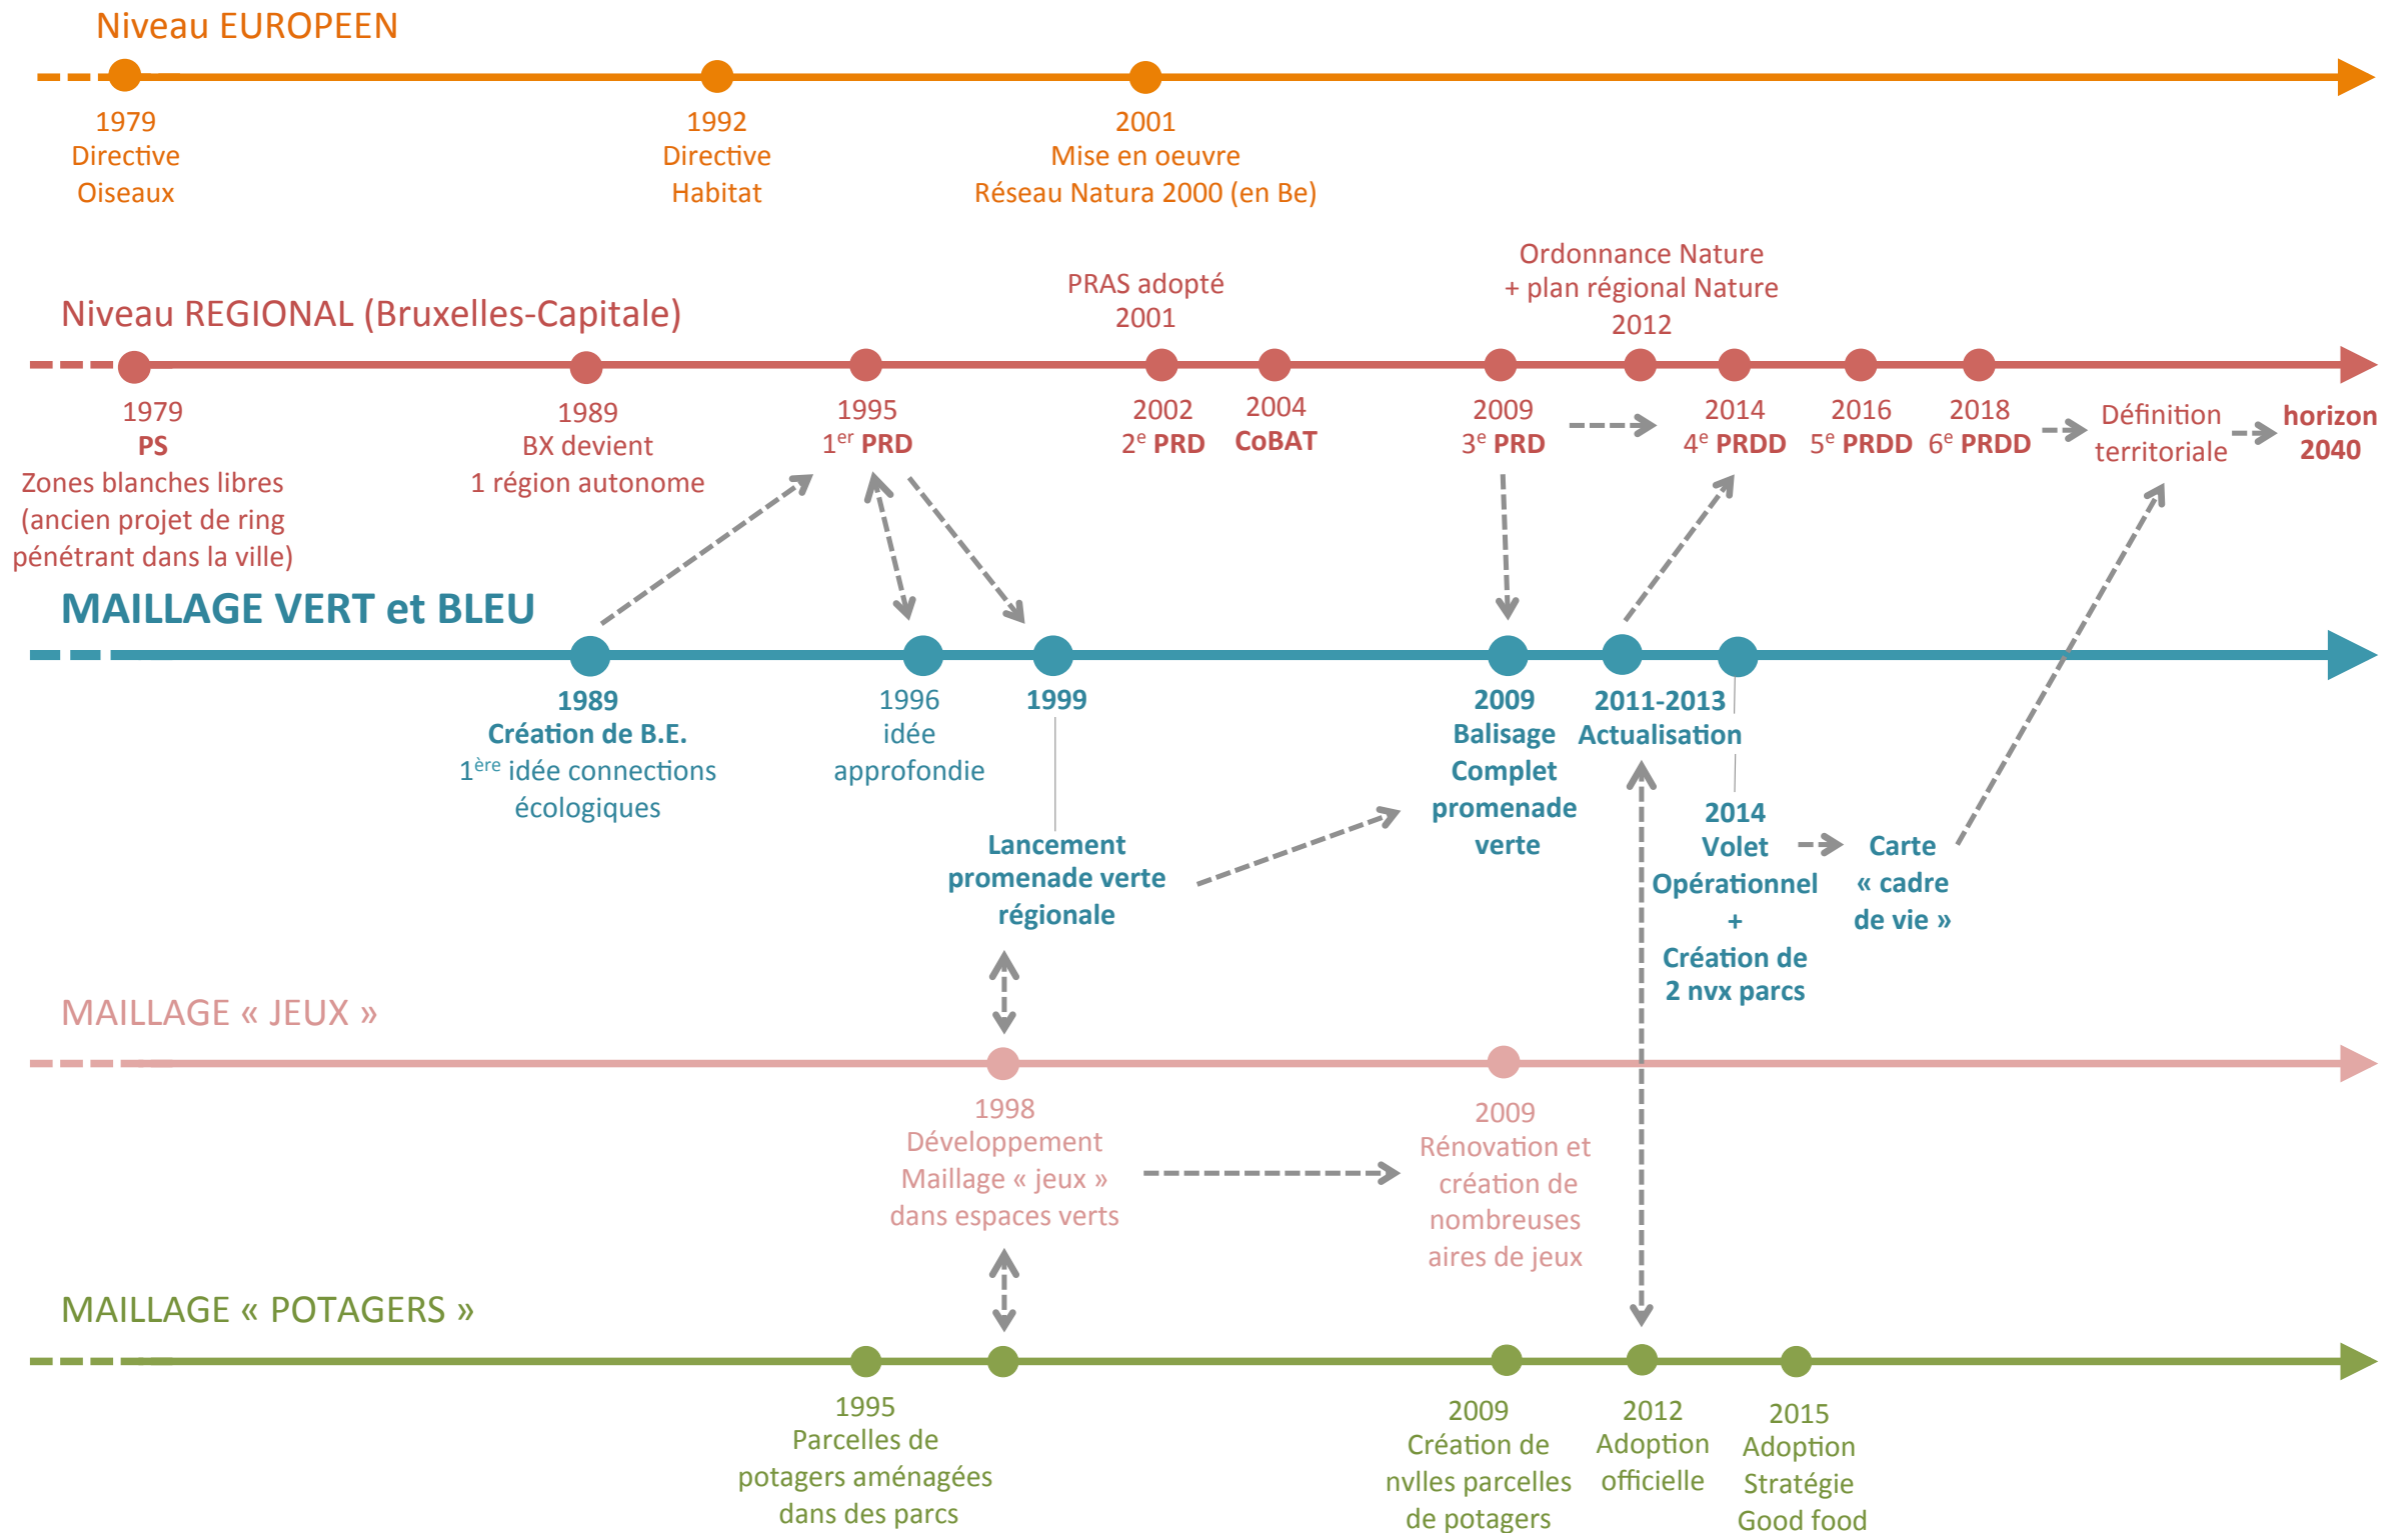 Niveau EUROPEEN
1979
Directive
Oiseaux
1992
Directive
Habitat
2001
Mise en oeuvre
Réseau Natura 2000 (en Be)
Niveau REGIONAL (Bruxelles-Capitale)
PRAS adopté
2001
Ordonnance Nature
+ plan régional Nature
2012
1979
PS
Zones blanches libres
(ancien projet de ring
pénétrant dans la ville)
1989
BX devient
1 région autonome
1995
1er PRD
2002
2e PRD
2004
CoBAT
2009
3e PRD
2014
4e PRDD
2016
5e PRDD
2018
6e PRDD
Définition
territoriale
horizon
2040
MAILLAGE VERT et BLEU
1989
Création de B.E.
1ère idée connections
écologiques
1996
idée
approfondie
1999
Lancement
promenade verte
régionale
2009
Balisage
Complet
promenade
verte
2011-2013
Actualisation
2014
Volet
Opérationnel
+
Création de
2 nvx parcs
Carte
« cadre
de vie »
MAILLAGE « JEUX »
1998
Développement
Maillage « jeux »
dans espaces verts
2009
Rénovation et
création de
nombreuses
aires de jeux
MAILLAGE « POTAGERS »
1995
Parcelles de
potagers aménagées
dans des parcs
2009
Création de
nvlles parcelles
de potagers
2012
Adoption
officielle
2015
Adoption
Stratégie
Good food